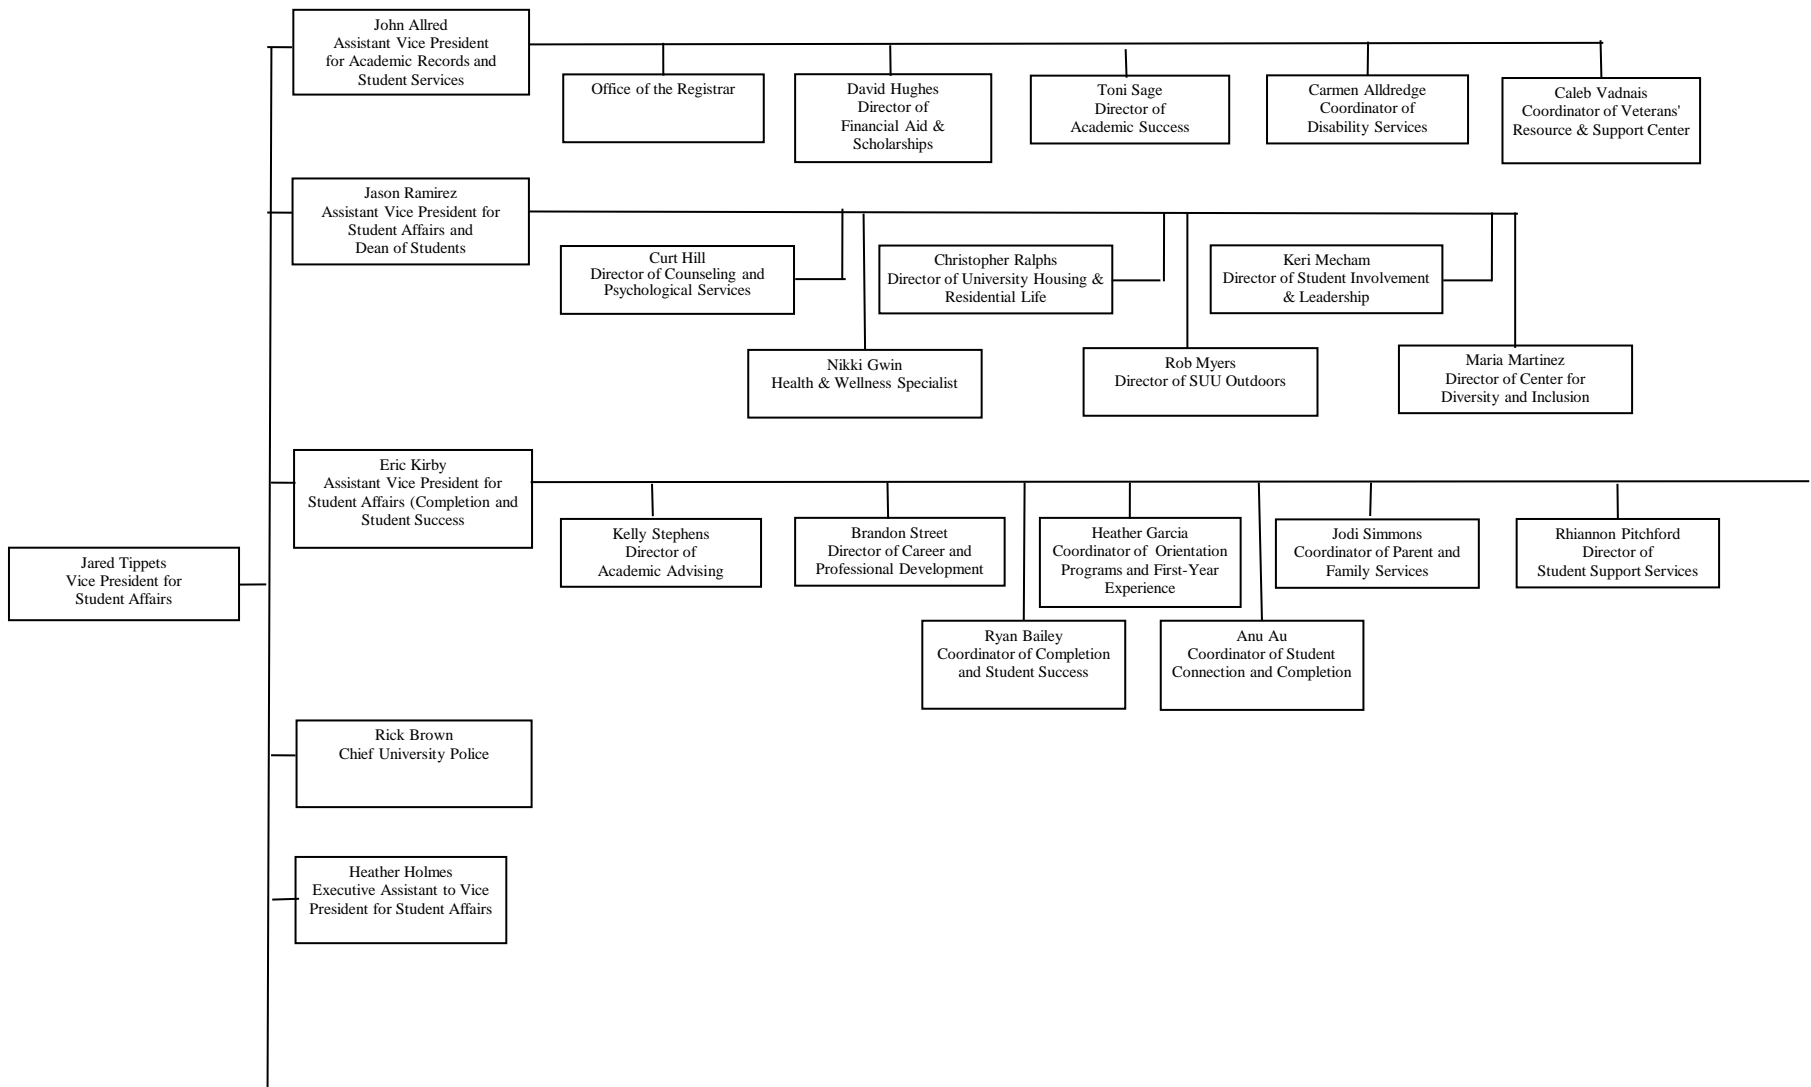 John Allred
Assistant Vice President
for Academic Records and
Student Services
Office of the Registrar
David Hughes
Director of
Financial Aid &
Scholarships
Toni Sage
Director of
Academic Success
Carmen Alldredge
Coordinator of
Disability Services
Caleb Vadnais
Coordinator of Veterans'
Resource & Support Center
Jason Ramirez
Assistant Vice President for
Student Affairs and
Dean of Students
Curt Hill
Director of Counseling and
Psychological Services
Christopher Ralphs
Director of University Housing &
Residential Life
Keri Mecham
Director of Student Involvement
& Leadership
Nikki Gwin
Health & Wellness Specialist
Rob Myers
Director of SUU Outdoors
Maria Martinez
Director of Center for
Diversity and Inclusion
Eric Kirby
Assistant Vice President for
Student Affairs (Completion and
Student Success
Kelly Stephens
Director of
Academic Advising
Brandon Street
Director of Career and
Professional Development
Heather Garcia
Coordinator of Orientation
Programs and First-Year
Experience
Jodi Simmons
Coordinator of Parent and
Family Services
Rhiannon Pitchford
Director of
Student Support Services
Jared Tippets
Vice President for
Student Affairs
Ryan Bailey
Coordinator of Completion
and Student Success
Anu Au
Coordinator of Student
Connection and Completion
Rick Brown
Chief University Police
Heather Holmes
Executive Assistant to Vice
President for Student Affairs